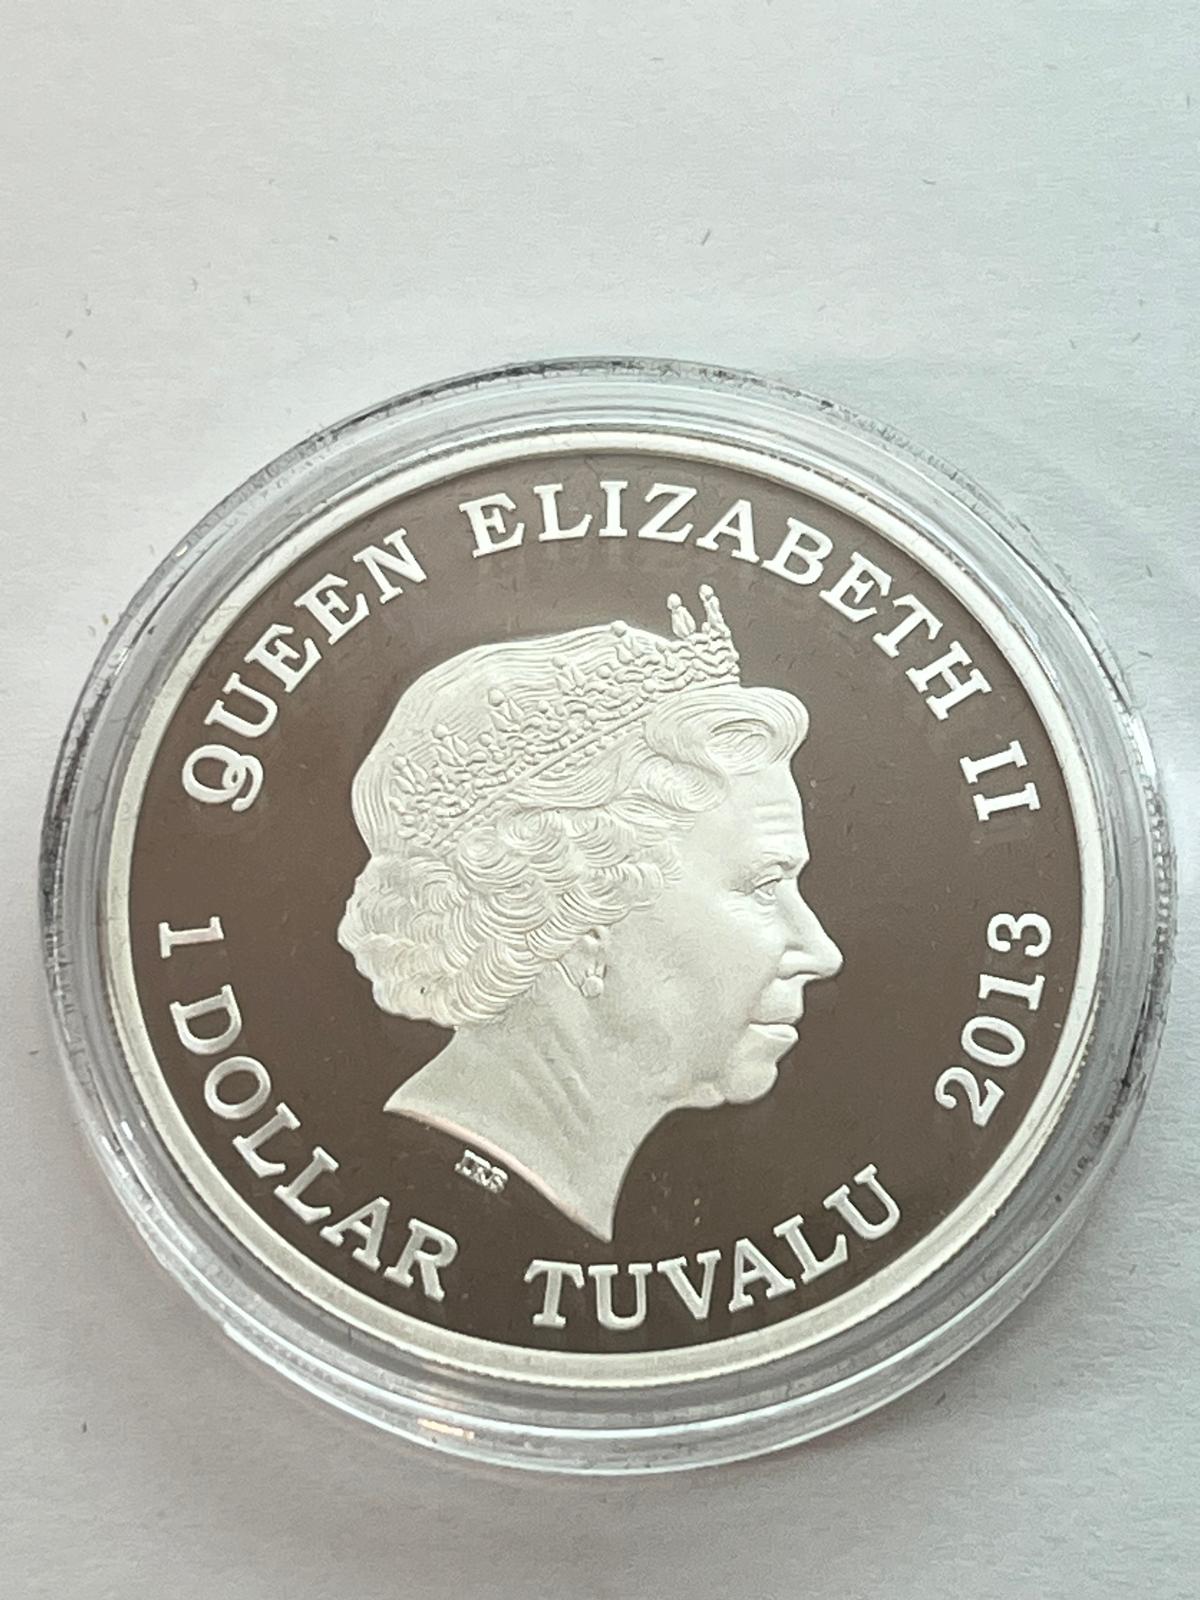 QUEEN ELIZABETH II
2013
1 DOLLAR TUVALU
IRB